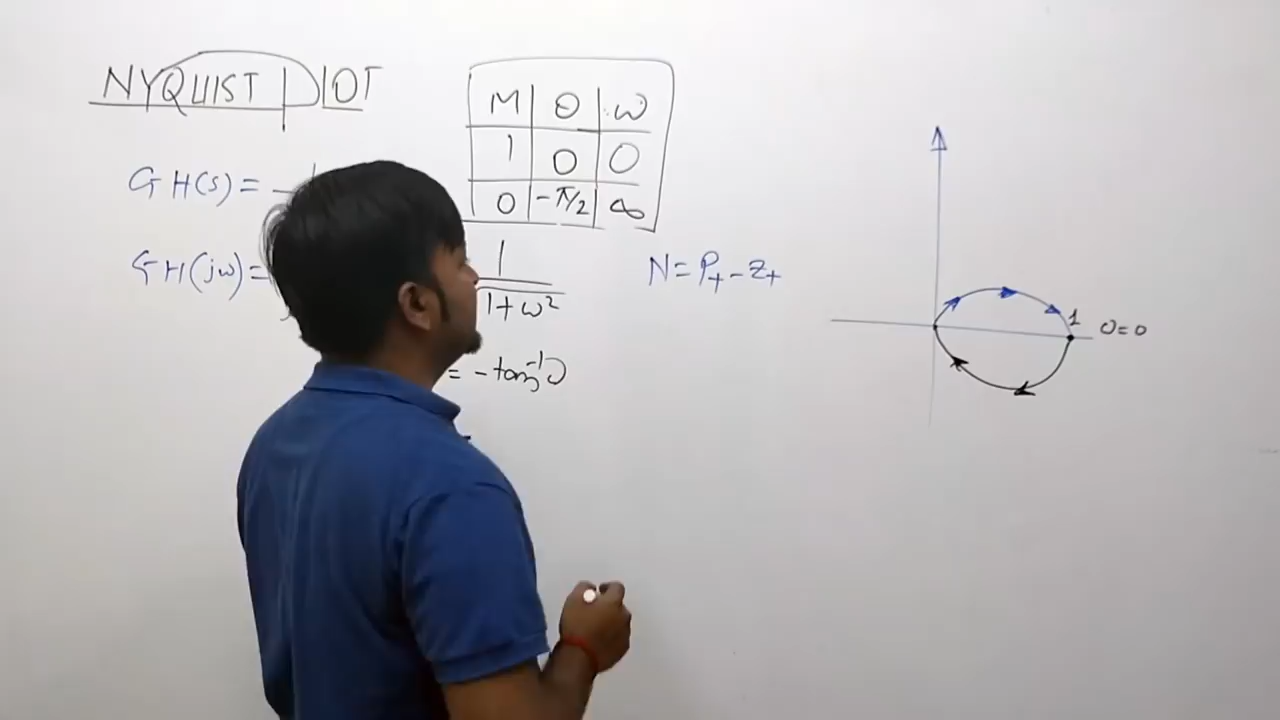 NYQUIST PLOT
M θ ω
1 0 0
0 -π/2 ∞
GH(s) =
GH(jω) =
1
1+ω²
= -tan⁻¹ω
N = P₊ - Z₊
1
ω=0